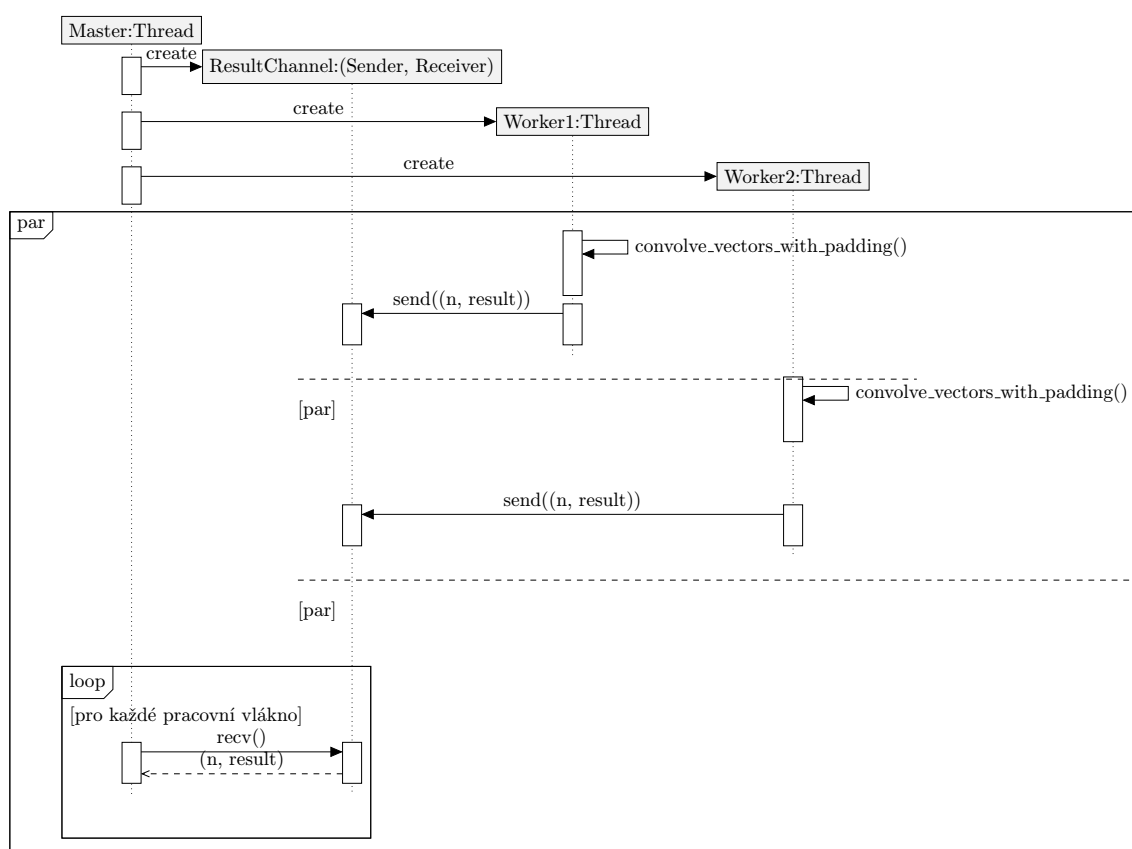 Master:Thread
create
ResultChannel:(Sender, Receiver)
create
Worker1:Thread
create
Worker2:Thread
par
convolve_vectors_with_padding()
send((n, result))
convolve_vectors_with_padding()
[par]
send((n, result))
[par]
loop
[pro každé pracovní vlákno]
recv()
(n, result)